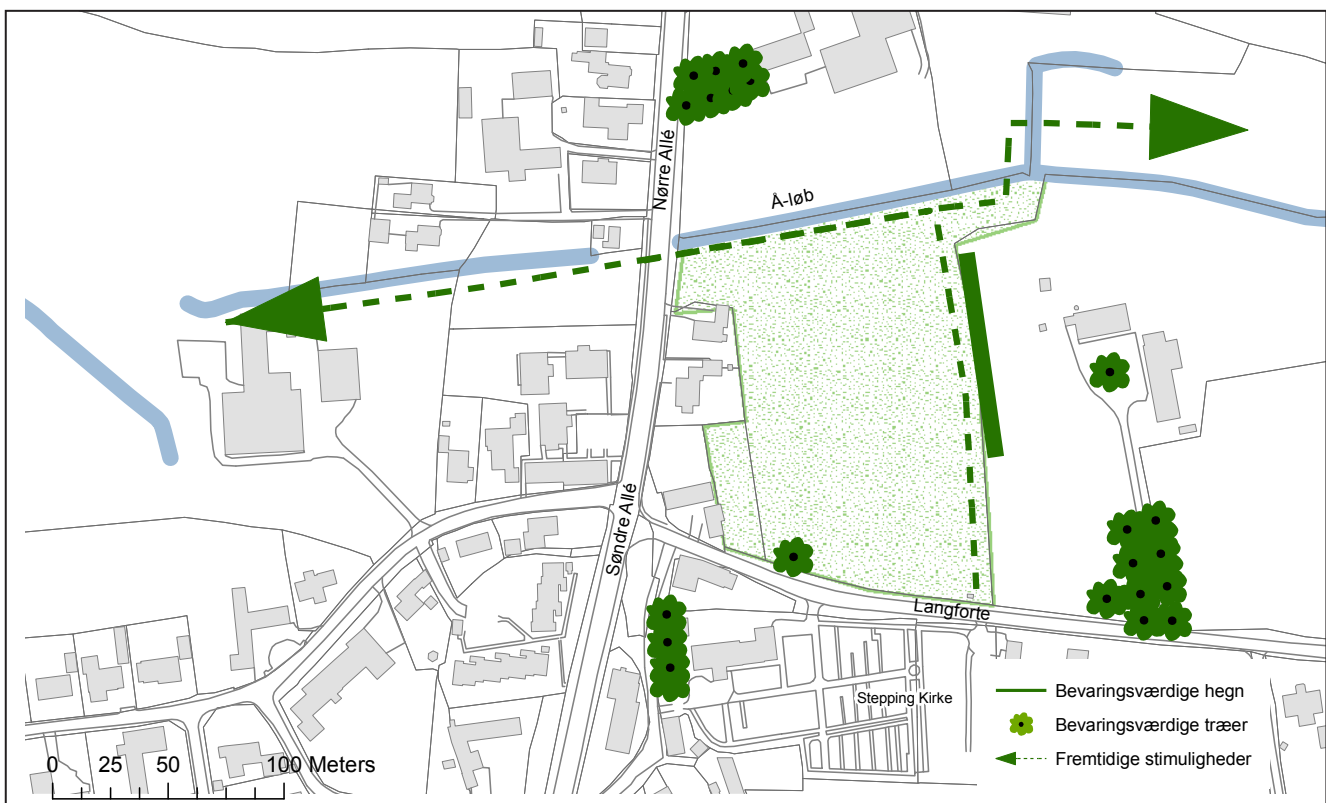 Nørre Allé
Å-løb
Søndre Allé
Langforte
Stepping Kirke
Bevaringsværdige hegn
Bevaringsværdige træer
Fremtidige stimuligheder
0 25 50 100 Meters